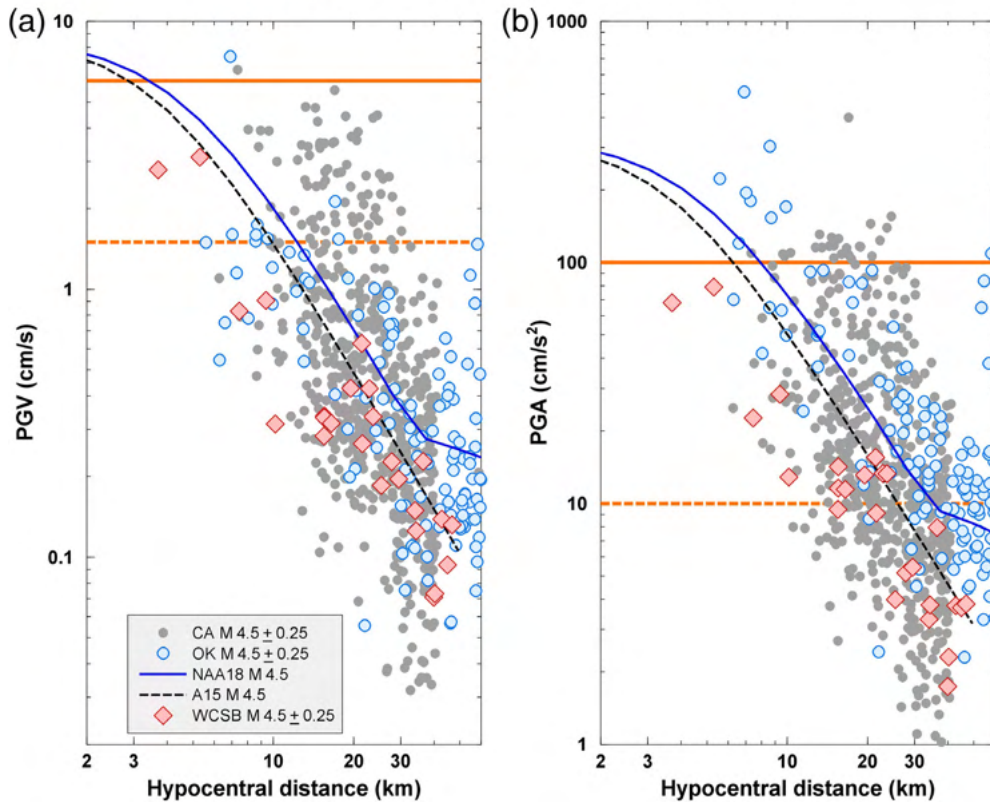 (a)
10
1
0.1
PGV (cm/s)
2 3 10 20 30
Hypocentral distance (km)
CA M 4.5 ± 0.25
OK M 4.5 ± 0.25
NAA18 M 4.5
A15 M 4.5
WCSB M 4.5 ± 0.25
(b)
1000
100
10
1
PGA (cm/s²)
2 3 10 20 30
Hypocentral distance (km)